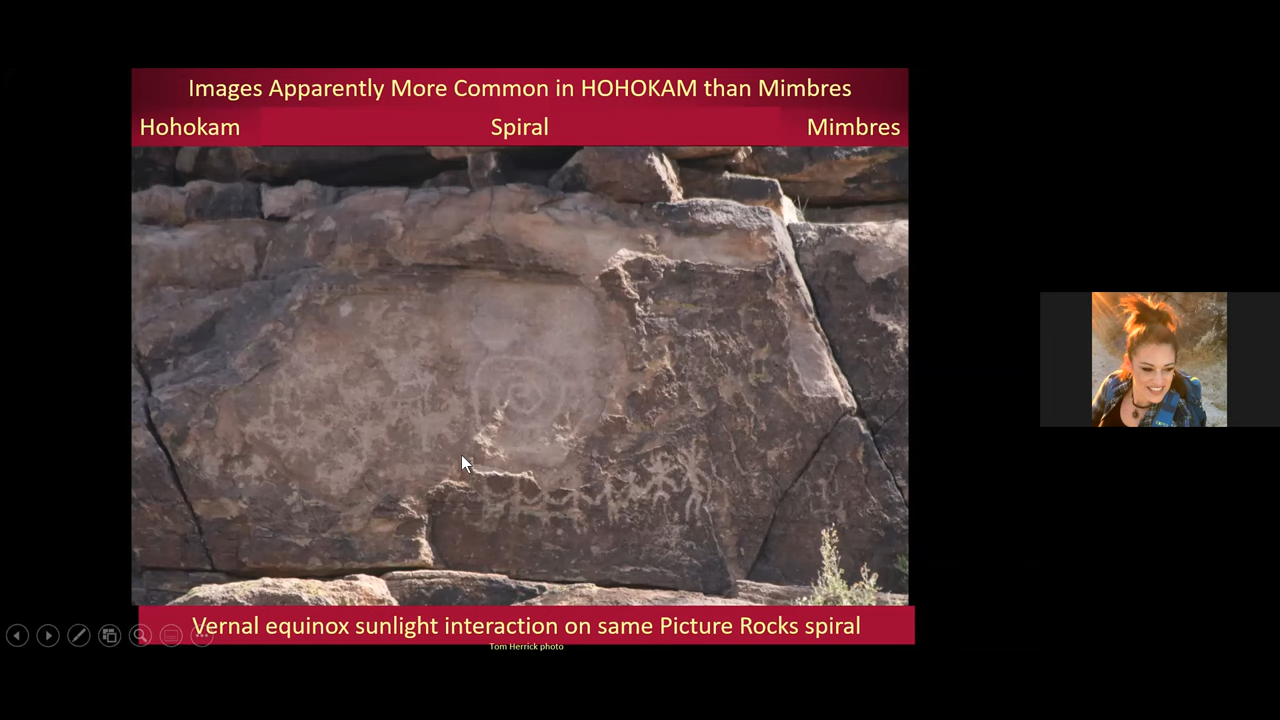 Images Apparently More Common in HOHOKAM than Mimbres
Hohokam Spiral Mimbres
Vernal equinox sunlight interaction on same Picture Rocks spiral
Tom Herrick photo